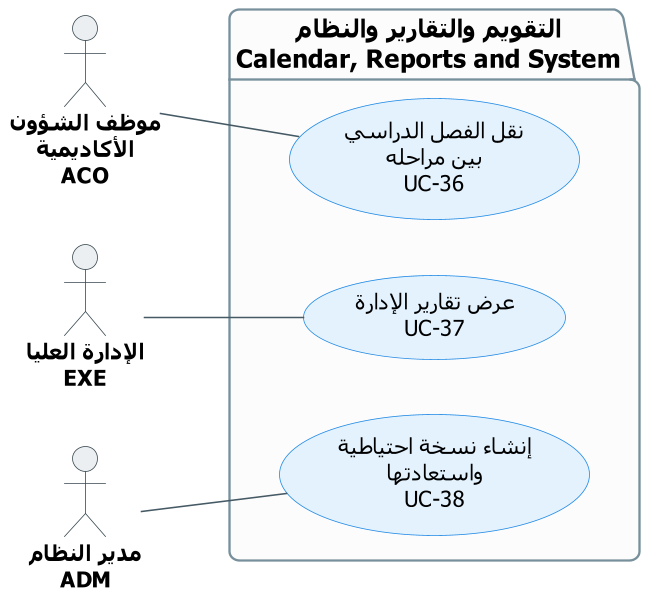 التقويم والتقارير والنظام
Calendar, Reports and System
موظف الشؤون
الأكاديمية
ACO
نقل الفصل الدراسي
بين مراحله
UC-36
الإدارة العليا
EXE
عرض تقارير الإدارة
UC-37
مدير النظام
ADM
إنشاء نسخة احتياطية
واستعادتها
UC-38